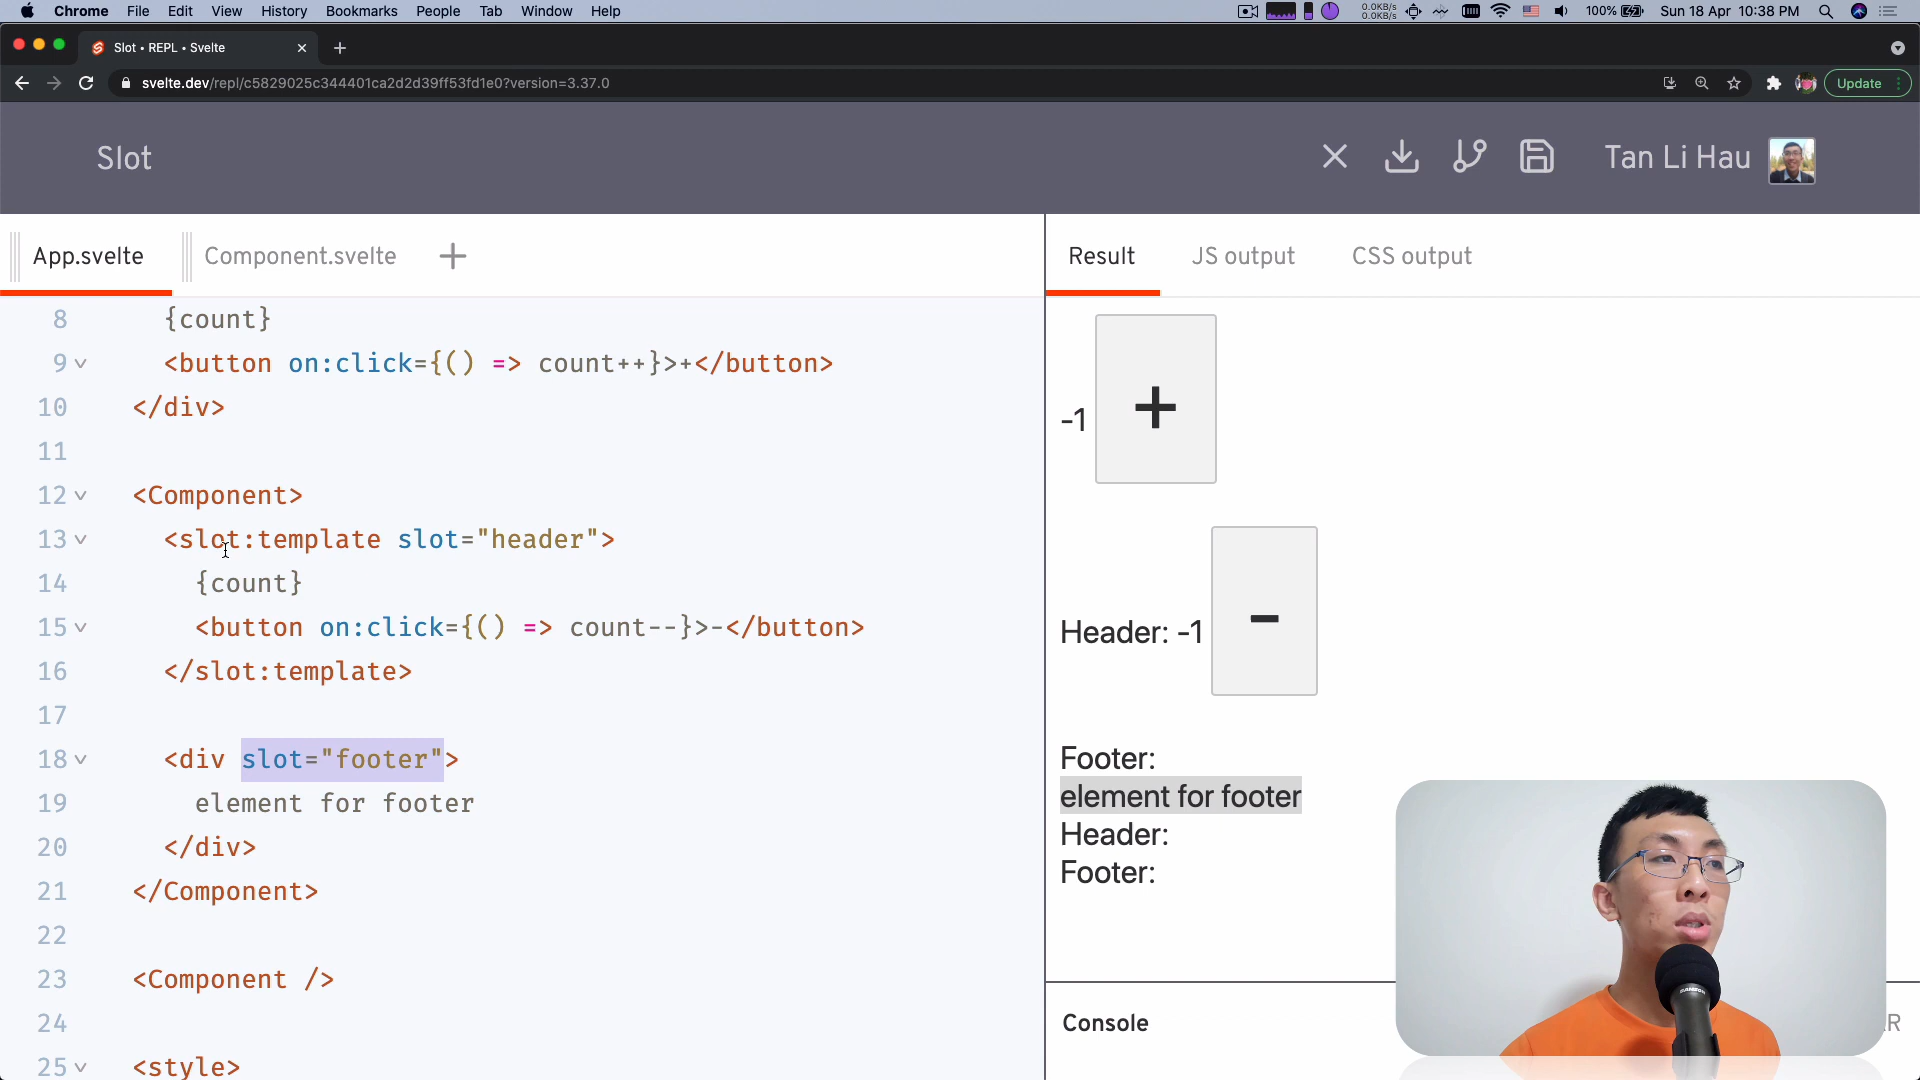 Chrome File Edit View History Bookmarks People Tab Window Help
0.0KB/s
0.0KB/s
100% Sun 18 Apr 10:38 PM
Slot • REPL • Svelte
svelte.dev/repl/c5829025c344401ca2d2d39ff53fd1e0?version=3.37.0
Update
Slot
Tan Li Hau
App.svelte
Component.svelte
Result
JS output
CSS output
8 {count}
9 <button on:click={() => count++}>+</button>
10 </div>
11
12 <Component>
13 <slot:template slot="header">
14 {count}
15 <button on:click={() => count--}>-</button>
16 </slot:template>
17
18 <div slot="footer">
19 element for footer
20 </div>
21 </Component>
22
23 <Component />
24
25 <style>
-1 +
Header: -1 -
Footer:
element for footer
Header:
Footer:
Console
R
SAMSON